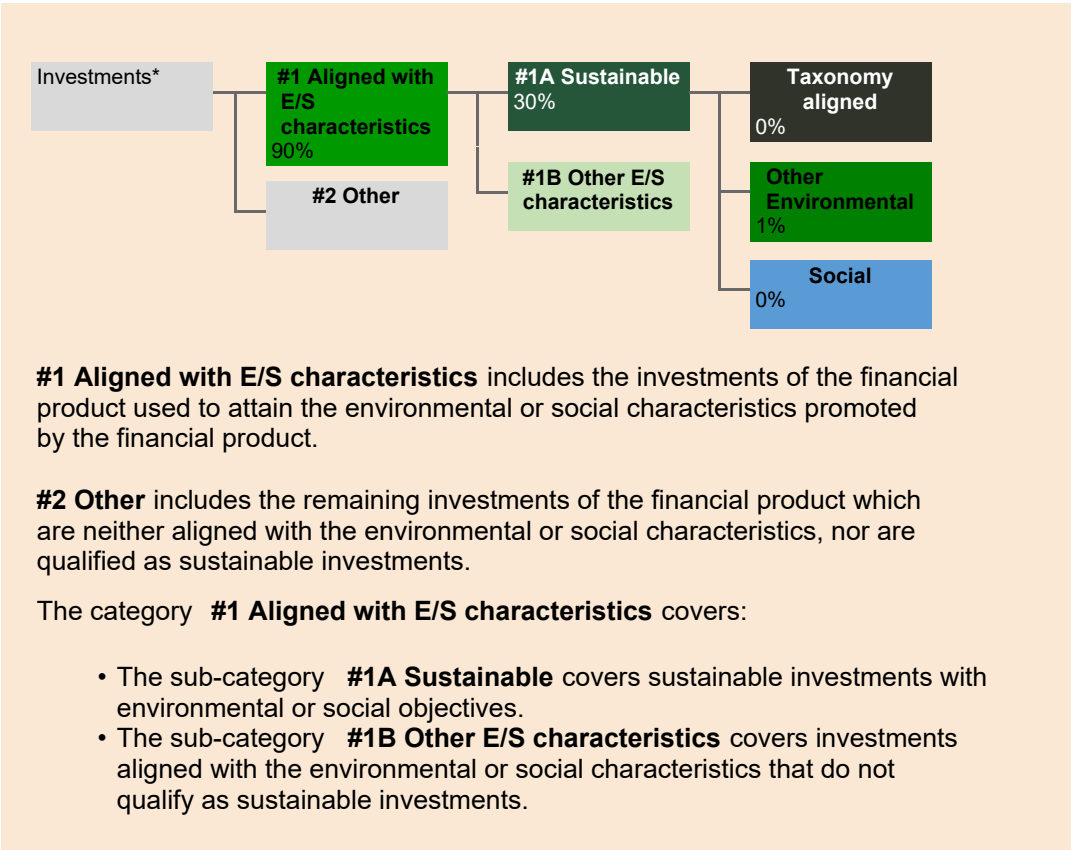 Investments*
#1 Aligned with
E/S
characteristics
90%
#2 Other
#1A Sustainable
30%
#1B Other E/S
characteristics
Taxonomy
aligned
0%
Other
Environmental
1%
Social
0%
#1 Aligned with E/S characteristics includes the investments of the financial
product used to attain the environmental or social characteristics promoted
by the financial product.
#2 Other includes the remaining investments of the financial product which
are neither aligned with the environmental or social characteristics, nor are
qualified as sustainable investments.
The category #1 Aligned with E/S characteristics covers:
• The sub-category #1A Sustainable covers sustainable investments with
environmental or social objectives.
• The sub-category #1B Other E/S characteristics covers investments
aligned with the environmental or social characteristics that do not
qualify as sustainable investments.